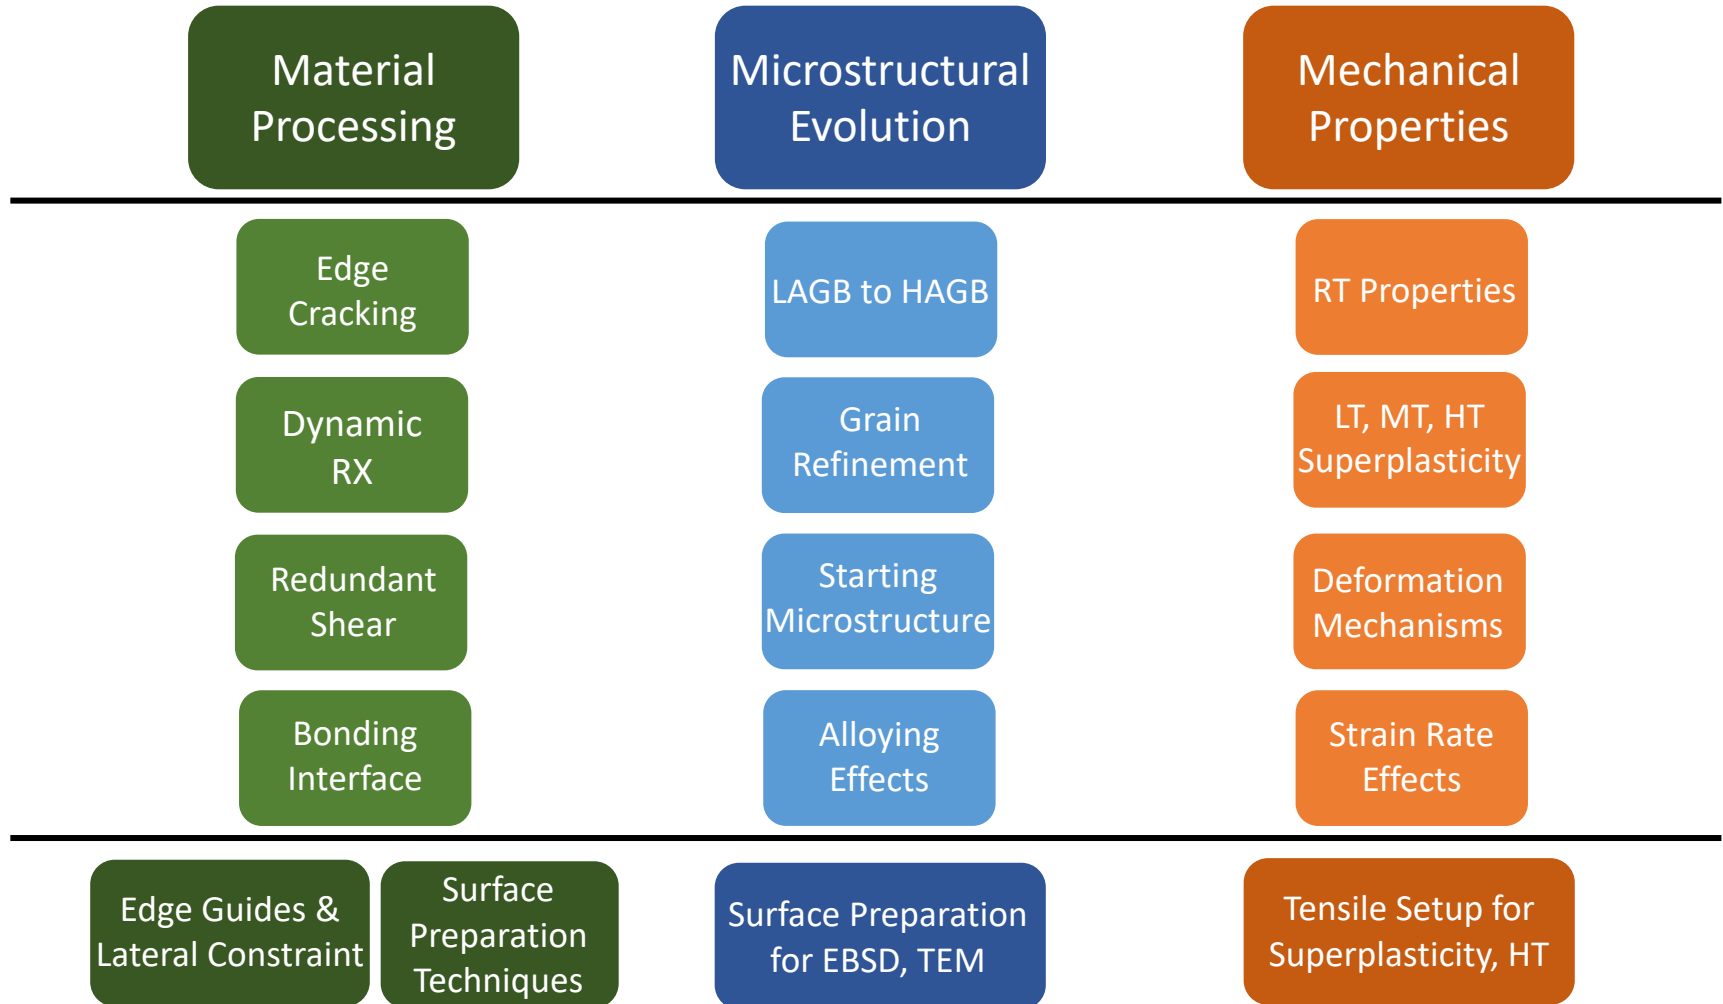 Material
Processing
Microstructural
Evolution
Mechanical
Properties
Edge
Cracking
LAGB to HAGB
RT Properties
Dynamic
RX
Grain
Refinement
LT, MT, HT
Superplasticity
Redundant
Shear
Starting
Microstructure
Deformation
Mechanisms
Bonding
Interface
Alloying
Effects
Strain Rate
Effects
Edge Guides &
Lateral Constraint
Surface
Preparation
Techniques
Surface Preparation
for EBSD, TEM
Tensile Setup for
Superplasticity, HT